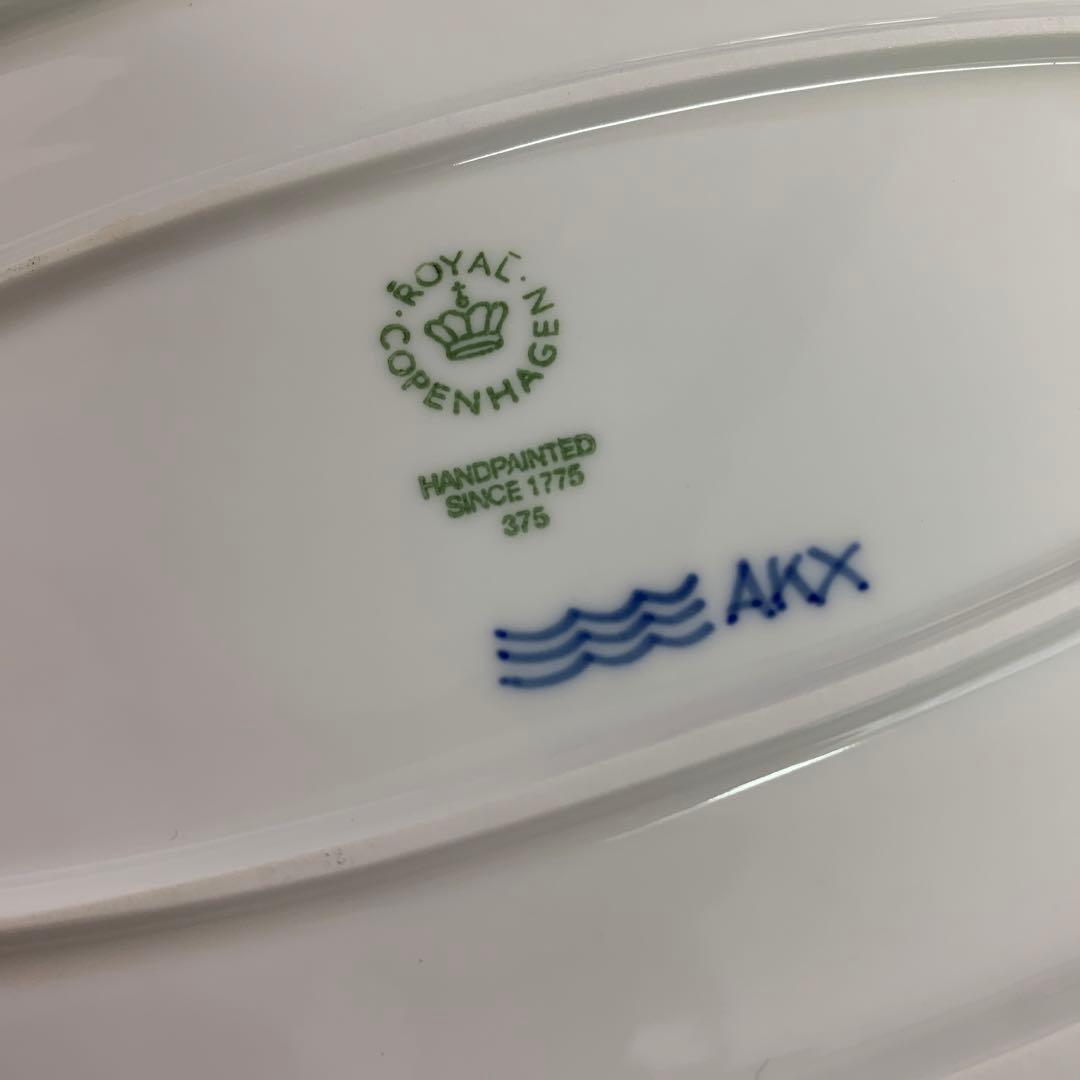 ROYAL
COPENHAGEN
HANDPAINTED
SINCE 1775
375
AKX